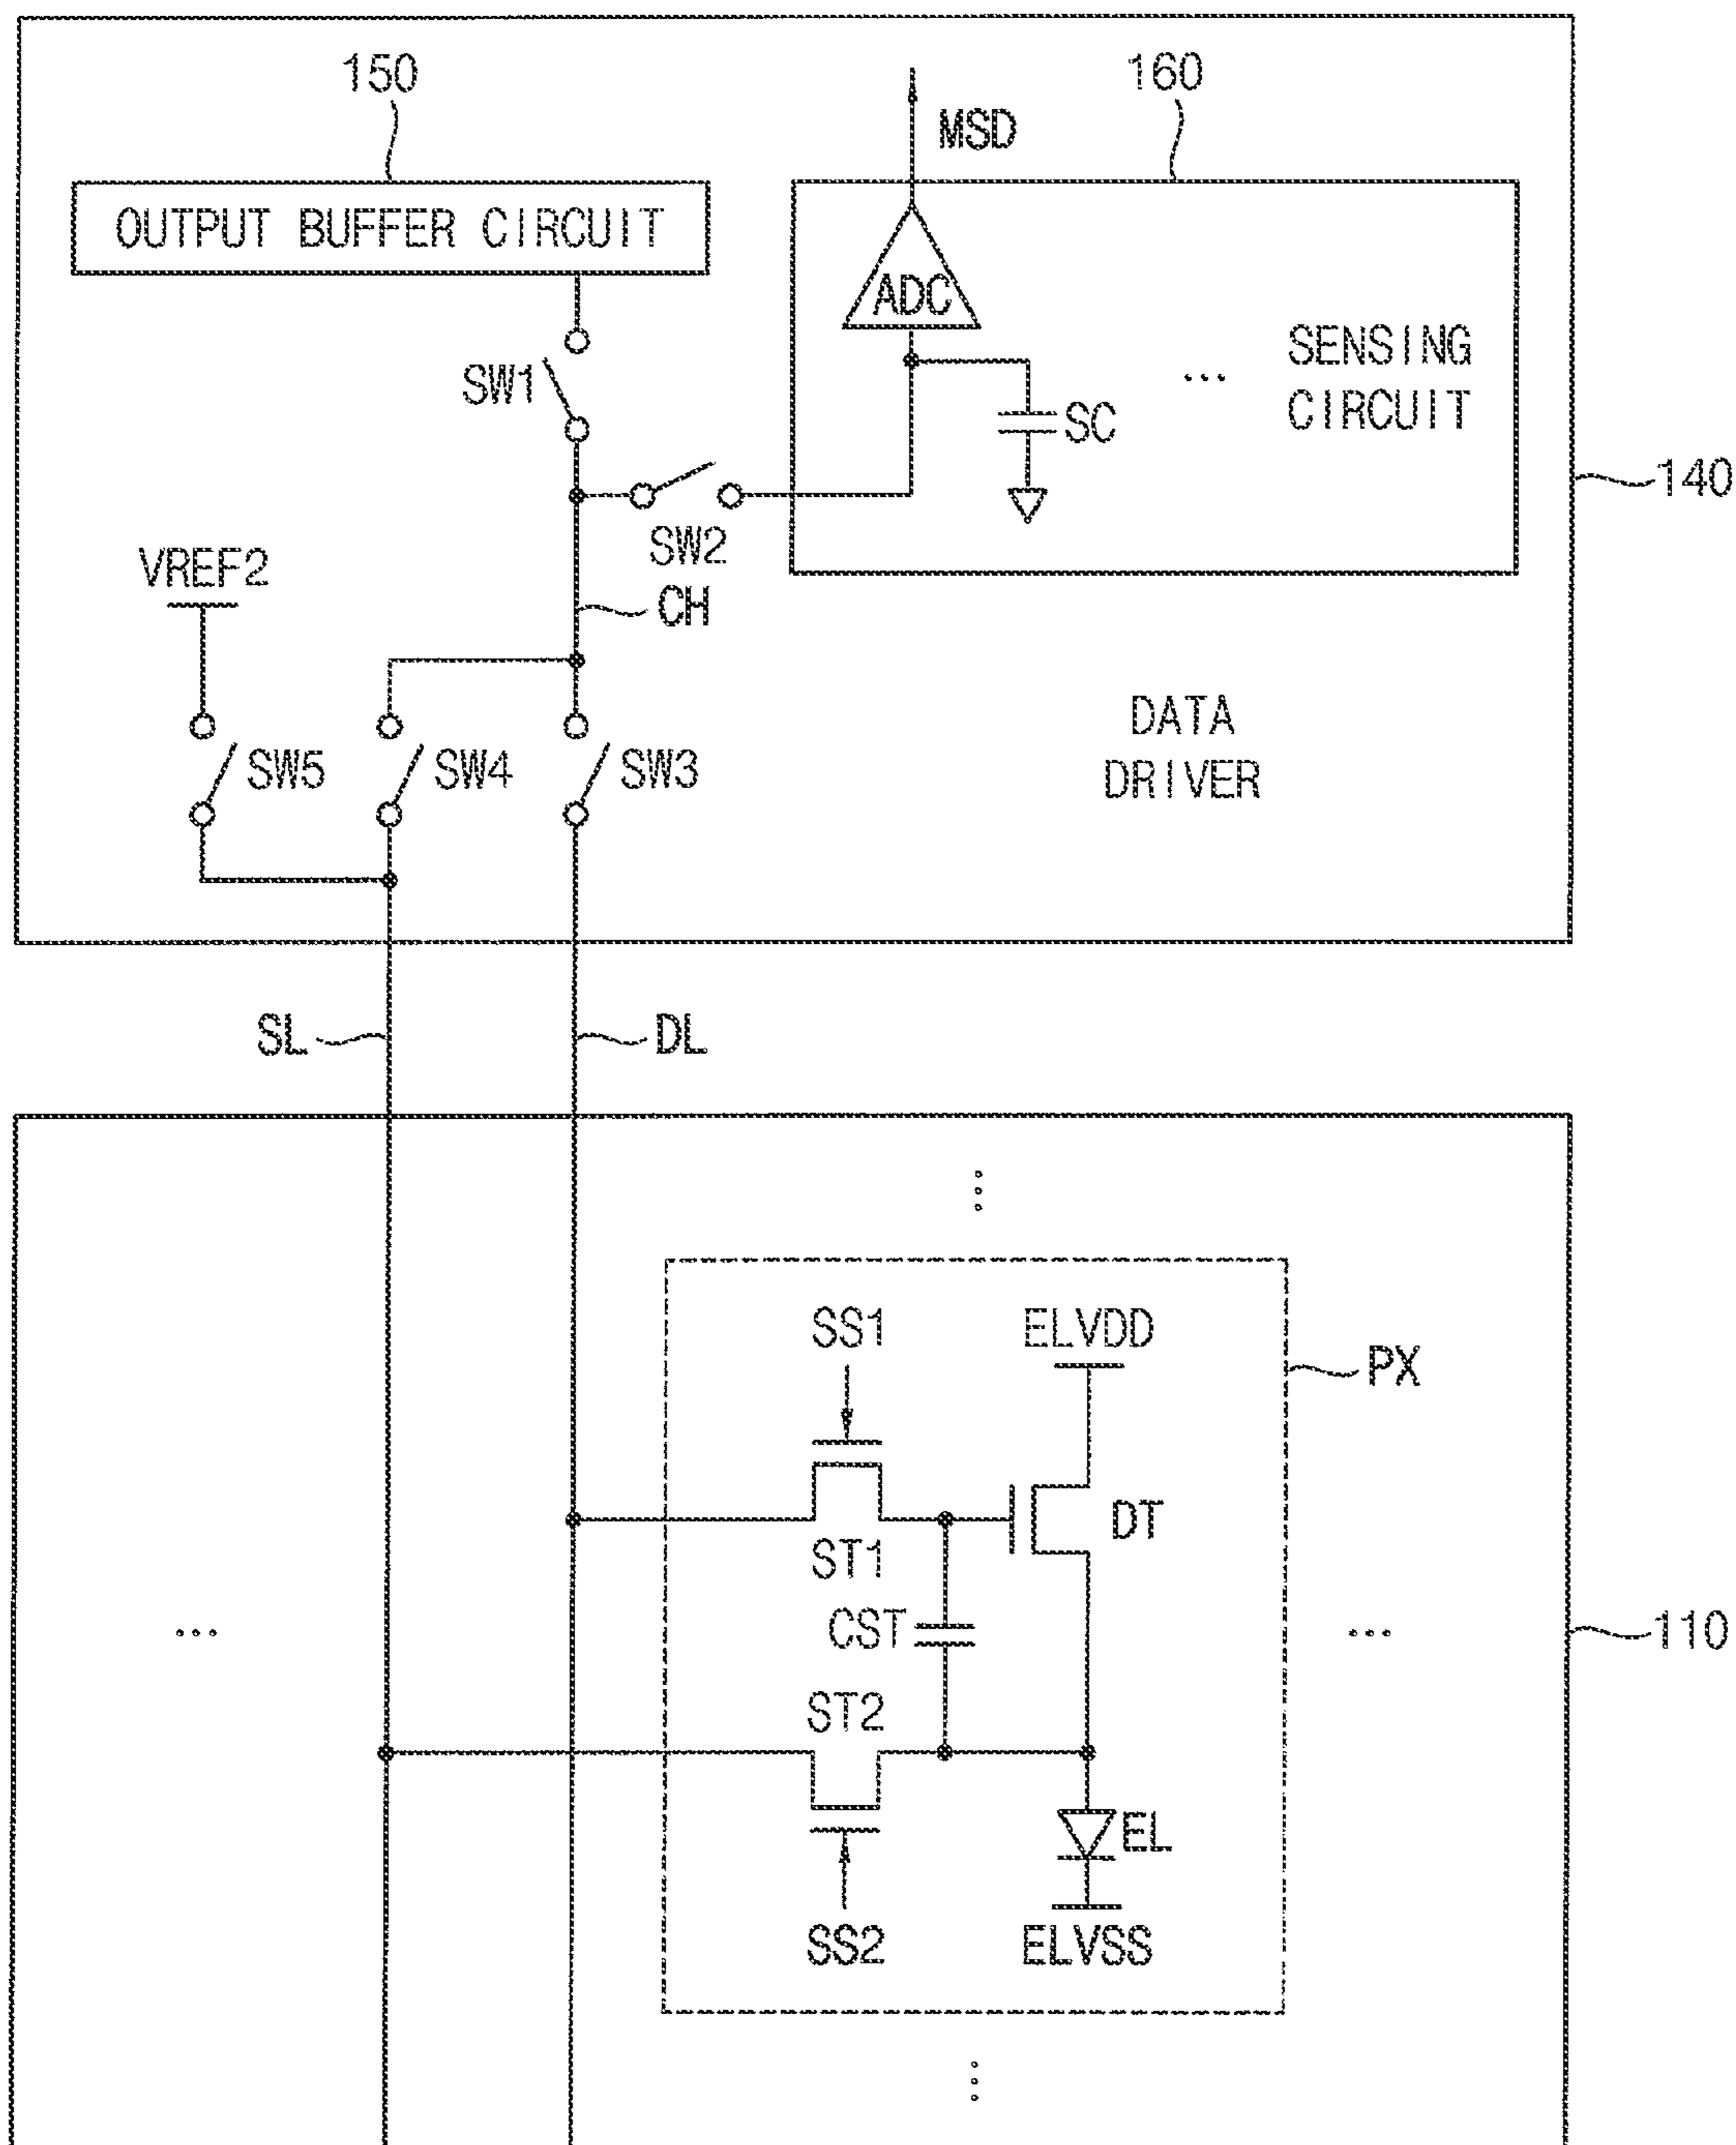 150
160
MSD
OUTPUT BUFFER CIRCUIT
ADC
SENSING
CIRCUIT
SW1
SC
140
SW2
VREF2
CH
DATA
DRIVER
SW5
SW4
SW3
SL
DL
...
SS1
ELVDD
PX
DT
ST1
...
CST
...
110
ST2
EL
SS2
ELVSS